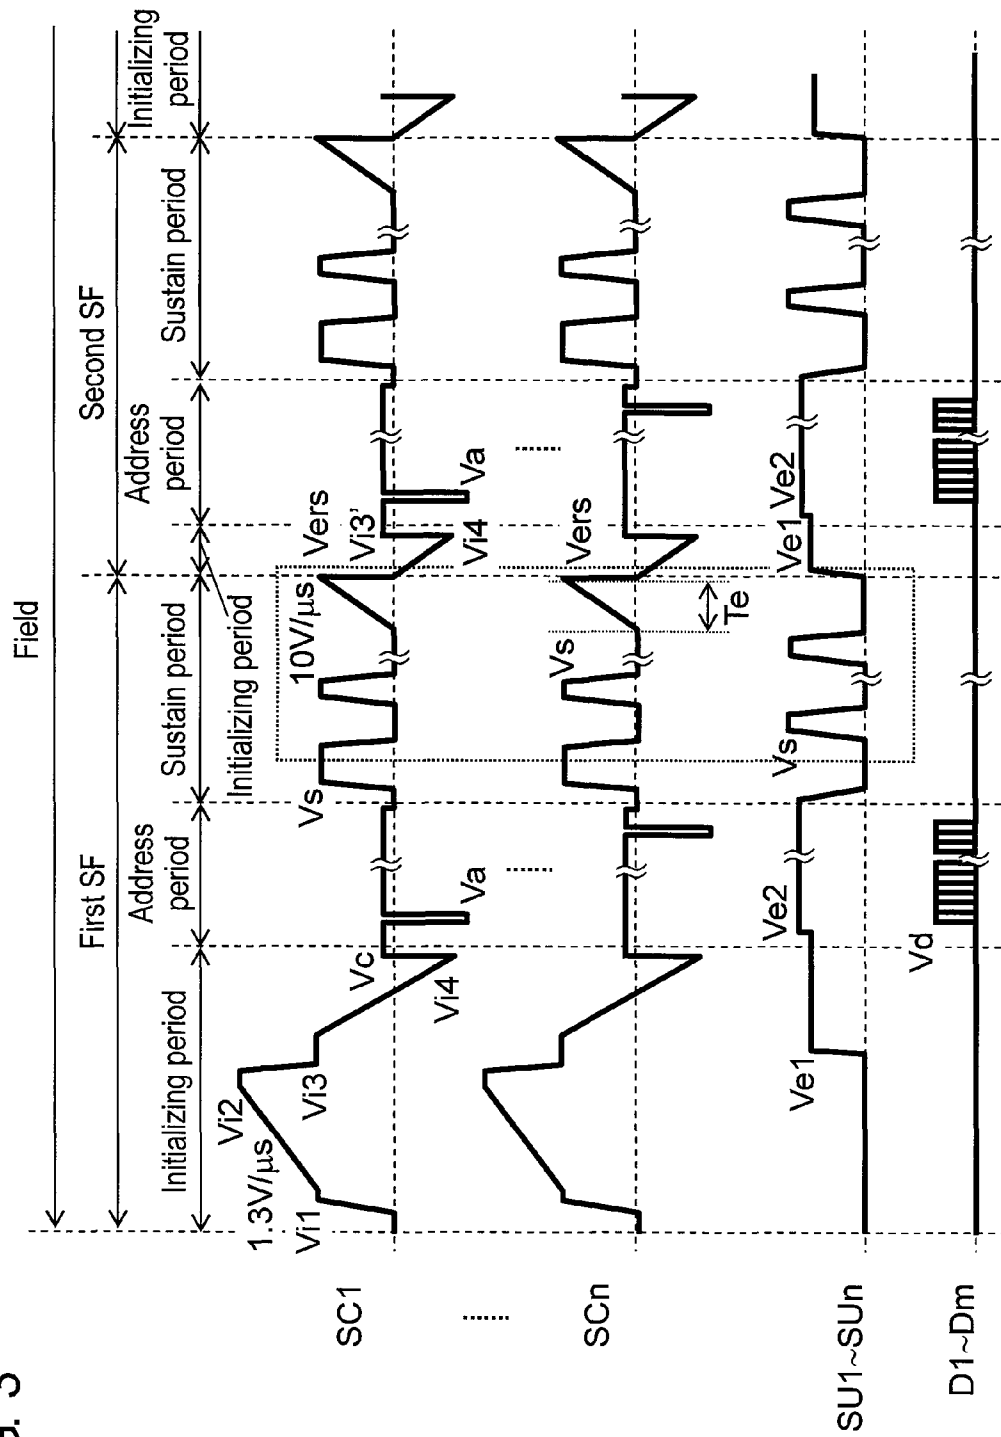 Field
First SF
Second SF
Initializing period
Address period
Sustain period
Initializing period
Address period
Sustain period
Initializing period
SC1
Vi1
1.3V/μs
Vi2
Vi3
Vi4
Vc
Va
Vs
10V/μs
Vers
Vi3'
Vi4
Va
SCn
Vs
Vers
Te
SU1~SUn
Ve1
Ve2
Vs
Ve1
Ve2
D1~Dm
Vd